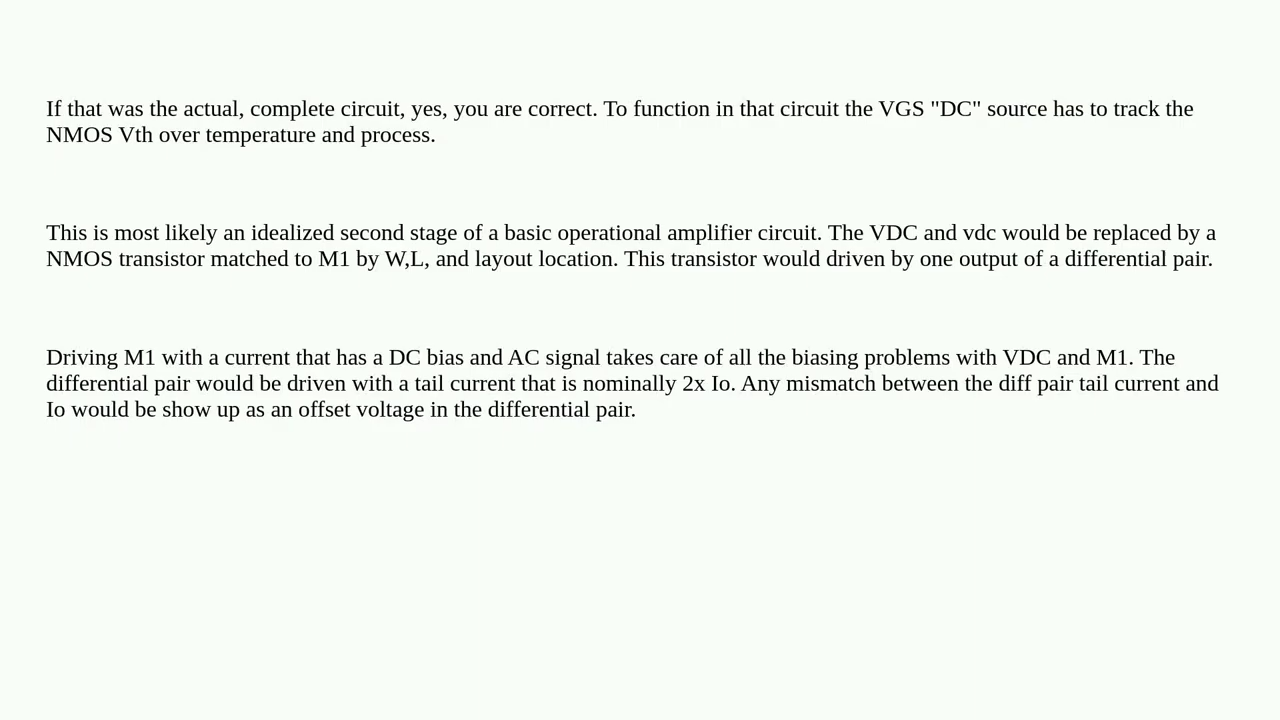 If that was the actual, complete circuit, yes, you are correct. To function in that circuit the VGS "DC" source has to track the
NMOS Vth over temperature and process.
This is most likely an idealized second stage of a basic operational amplifier circuit. The VDC and vdc would be replaced by a
NMOS transistor matched to M1 by W,L, and layout location. This transistor would driven by one output of a differential pair.
Driving M1 with a current that has a DC bias and AC signal takes care of all the biasing problems with VDC and M1. The
differential pair would be driven with a tail current that is nominally 2x Io. Any mismatch between the diff pair tail current and
Io would be show up as an offset voltage in the differential pair.